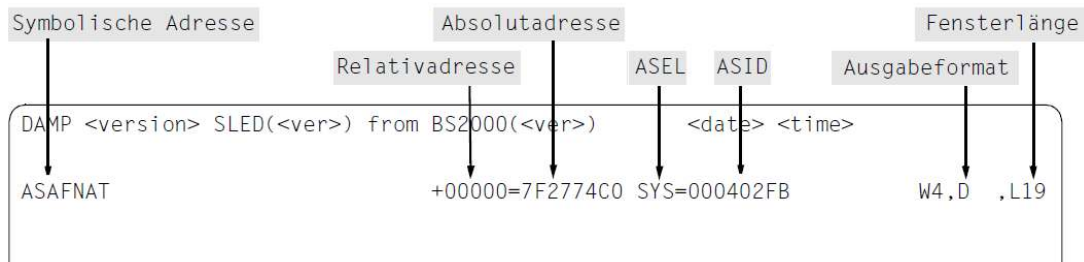 Symbolische Adresse Absolutadresse Fensterlänge
Relativadresse ASEL ASID Ausgabeformat
DAMP <version> SLED(<ver>) from BS2000(<ver>) <date> <time>
ASAFNAT +00000=7F2774C0 SYS=000402FB W4,D ,L19